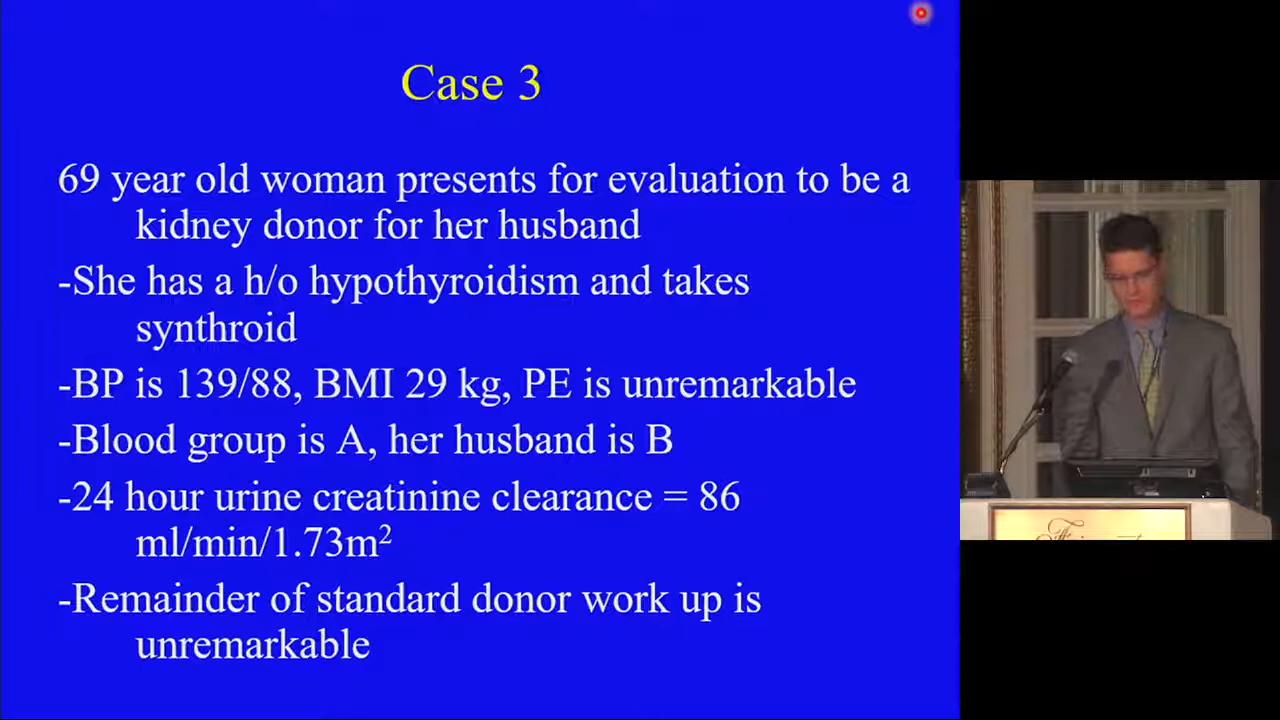 Case 3
69 year old woman presents for evaluation to be a
kidney donor for her husband
-She has a h/o hypothyroidism and takes
synthroid
-BP is 139/88, BMI 29 kg, PE is unremarkable
-Blood group is A, her husband is B
-24 hour urine creatinine clearance = 86
ml/min/1.73m²
-Remainder of standard donor work up is
unremarkable